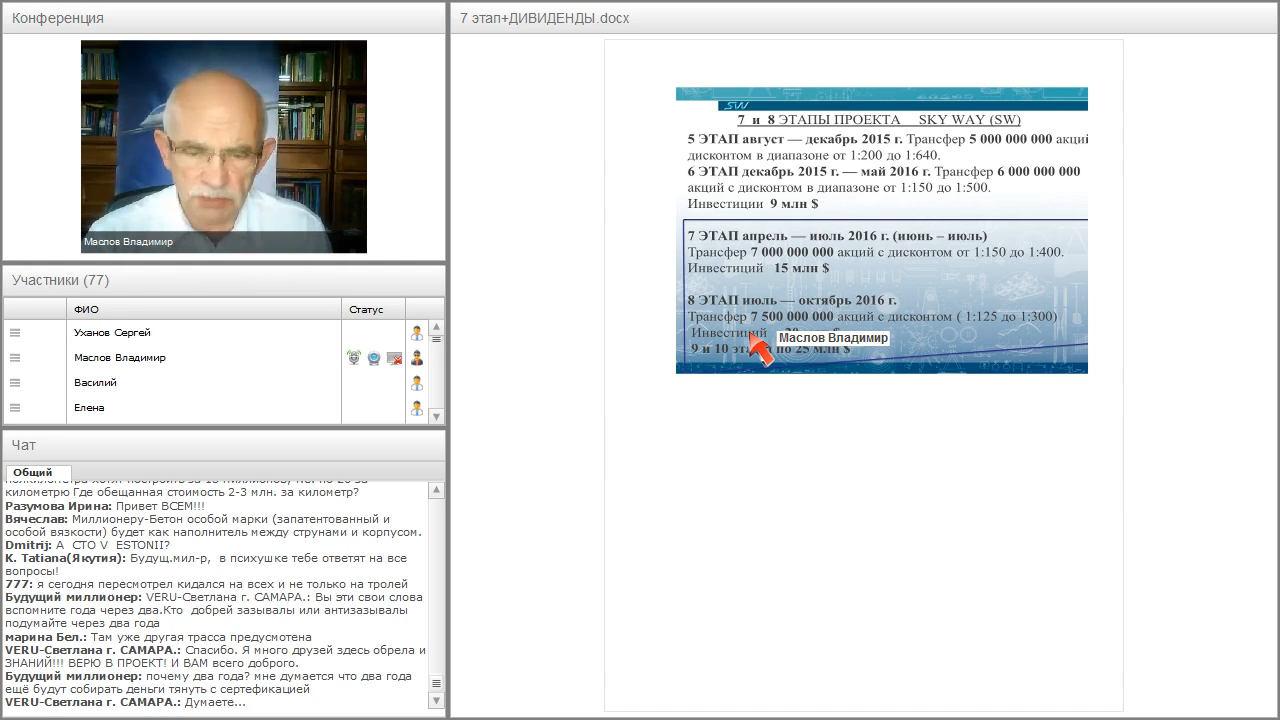 Конференция
Маслов Владимир
Участники (77)
ФИО
Статус
Уханов Сергей
Маслов Владимир
Василий
Елена
Чат
Общий
километрю Где обещанная стоимость 2-3 млн. за километр?
Разумова Ирина: Привет ВСЕМ!!!
Вячеслав: Миллионеру-Бетон особой марки (запатентованный и
особой вязкости) будет как наполнитель между струнами и корпусом.
Dmitrij: А СТО V ESTONII?
K. Tatiana(Якутия): Будущ.мил-р, в психушке тебе ответят на все
вопросы!
777: я сегодня пересмотрел кидался на всех и не только на тролей
Будущий миллионер: VERU-Светлана г. САМАРА.: Вы эти свои слова
вспомните года через два.Кто добрей зазывалы или антизазывалы
подумайте через два года
марина Бел.: Там уже другая трасса предусмотена
VERU-Светлана г. САМАРА.: Спасибо. Я много друзей здесь обрела и
ЗНАНИЙ!!! ВЕРЮ В ПРОЕКТ! И ВАМ всего доброго.
Будущий миллионер: почему два года? мне думается что два года
ещё будут собирать деньги тянуть с сертефикацией
VERU-Светлана г. САМАРА.: Думаете...
7 этап+ДИВИДЕНДЫ.docx
SW
7 и 8 ЭТАПЫ ПРОЕКТА SKY WAY (SW)
5 ЭТАП август — декабрь 2015 г. Трансфер 5 000 000 000 акций
дисконтом в диапазоне от 1:200 до 1:640.
6 ЭТАП декабрь 2015 г. — май 2016 г. Трансфер 6 000 000 000
акций с дисконтом в диапазоне от 1:150 до 1:500.
Инвестиции 9 млн $
7 ЭТАП апрель — июль 2016 г. (июнь – июль)
Трансфер 7 000 000 000 акций с дисконтом от 1:150 до 1:400.
Инвестиций 15 млн $
8 ЭТАП июль — октябрь 2016 г.
Трансфер 7 500 000 000 акций с дисконтом ( 1:125 до 1:300)
Инвестиций
Маслов Владимир
9 и 10 этапа по 25 млн $